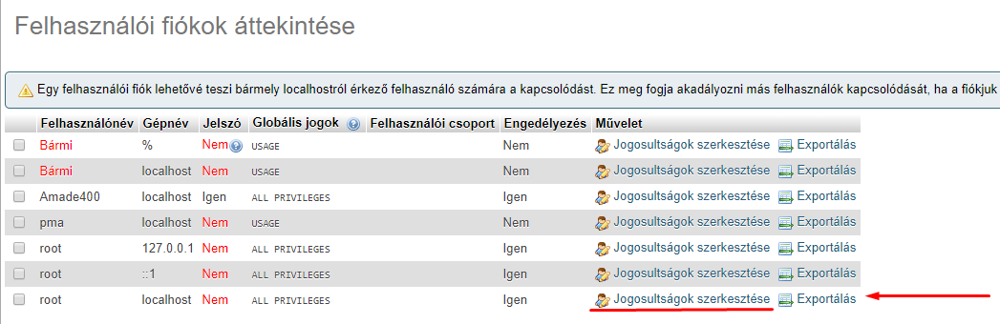 Felhasználói fiókok áttekintése
Egy felhasználói fiók lehetővé teszi bármely localhostról érkező felhasználó számára a kapcsolódást. Ez meg fogja akadályozni más felhasználók kapcsolódását, ha a fiókjuk
Felhasználónév Gépnév Jelszó Globális jogok Felhasználói csoport Engedélyezés Művelet
Bármi % Nem USAGE Nem Jogosultságok szerkesztése Exportálás
Bármi localhost Nem USAGE Nem Jogosultságok szerkesztése Exportálás
Amade400 localhost Igen ALL PRIVILEGES Igen Jogosultságok szerkesztése Exportálás
pma localhost Nem USAGE Nem Jogosultságok szerkesztése Exportálás
root 127.0.0.1 Nem ALL PRIVILEGES Igen Jogosultságok szerkesztése Exportálás
root ::1 Nem ALL PRIVILEGES Igen Jogosultságok szerkesztése Exportálás
root localhost Nem ALL PRIVILEGES Igen Jogosultságok szerkesztése Exportálás